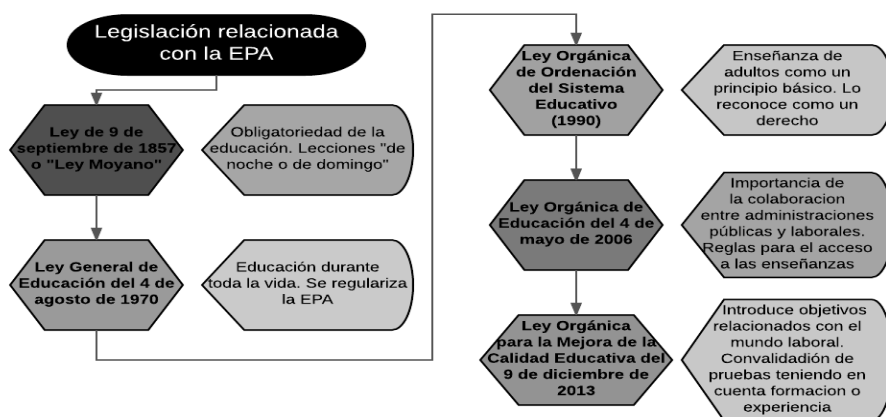 Legislación relacionada
con la EPA
Ley de 9 de
septiembre de 1857
o "Ley Moyano"
Obligatoriedad de la
educación. Lecciones "de
noche o de domingo"
Ley General de
Educación del 4 de
agosto de 1970
Educación durante
toda la vida. Se regulariza
la EPA
Ley Orgánica
de Ordenación
del Sistema
Educativo
(1990)
Enseñanza de
adultos como un
principio básico. Lo
reconoce como un
derecho
Ley Orgánica de
Educación del 4 de
mayo de 2006
Importancia de
la colaboracion
entre administraciones
públicas y laborales.
Reglas para el acceso
a las enseñanzas
Ley Orgánica
para la Mejora de la
Calidad Educativa del
9 de diciembre de
2013
Introduce objetivos
relacionados con el
mundo laboral.
Convalidadión de
pruebas teniendo en
cuenta formacion o
experiencia